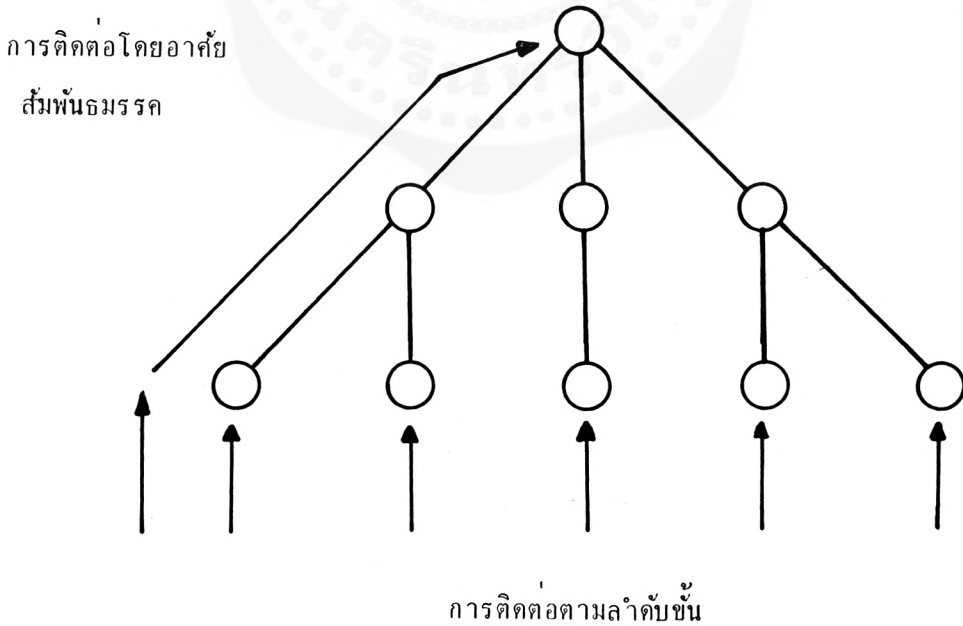 การติดต่อโดยอาศัย
สัมพันธมรรค
การติดต่อตามลำดับขั้น